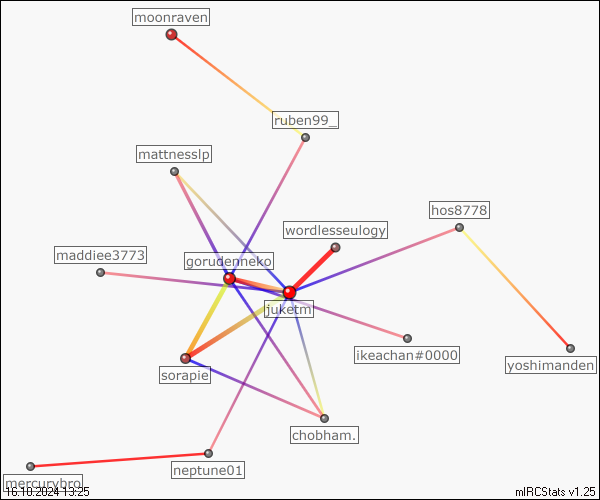 moonraven
ruben99_
mattnesslp
hos8778
wordlesseulogy
maddiee3773
gorudenneko
juketm
ikeachan#0000
yoshimanden
sorapie
chobham.
neptune01
mercurybro
16.10.2024 13:25
mIRCStats v1.25